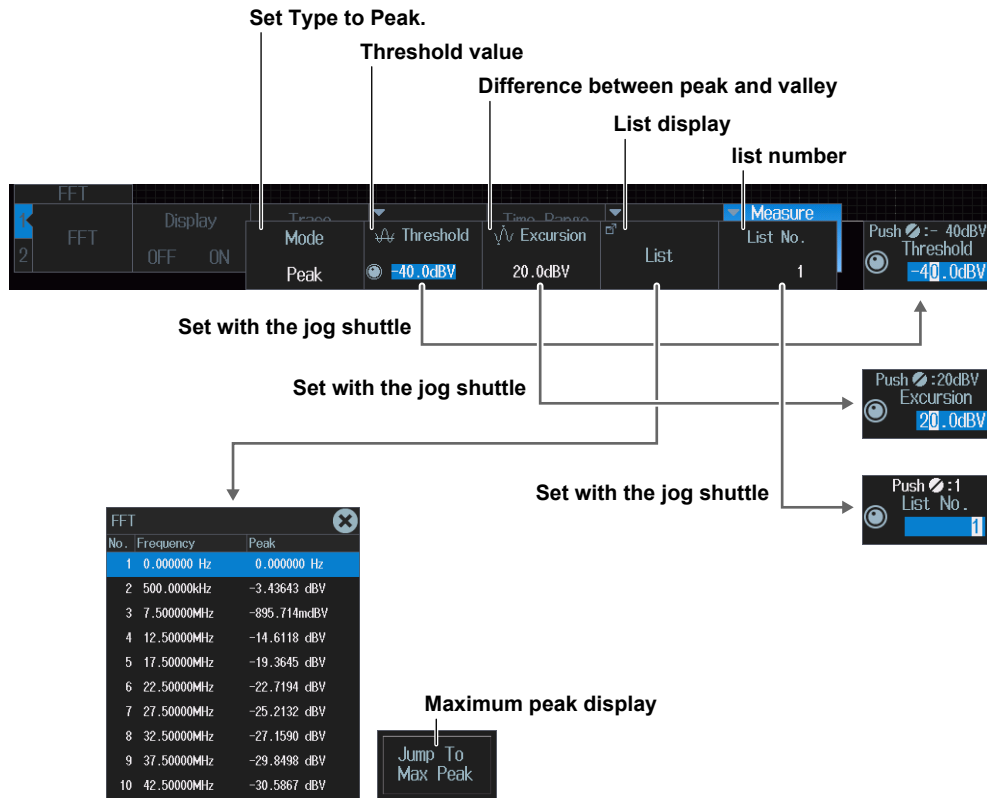 Set Type to Peak.
Threshold value
Difference between peak and valley
List display
list number
FFT
Measure
1
2
FFT
Display
OFF ON
Trace
Time Range
Mode
Peak
Threshold
-40.0dBV
Excursion
20.0dBV
List
List No.
1
Push :- 40dBV
Threshold
-40.0dBV
Set with the jog shuttle
Set with the jog shuttle
Push :20dBV
Excursion
20.0dBV
Set with the jog shuttle
Push :1
List No.
1
FFT
No. Frequency Peak
1 0.000000 Hz 0.000000 Hz
2 500.0000kHz -3.43643 dBV
3 7.500000MHz -895.714mdBV
4 12.50000MHz -14.6118 dBV
5 17.50000MHz -19.3645 dBV
6 22.50000MHz -22.7194 dBV
7 27.50000MHz -25.2132 dBV
8 32.50000MHz -27.1590 dBV
9 37.50000MHz -29.8498 dBV
10 42.50000MHz -30.5867 dBV
Maximum peak display
Jump To
Max Peak